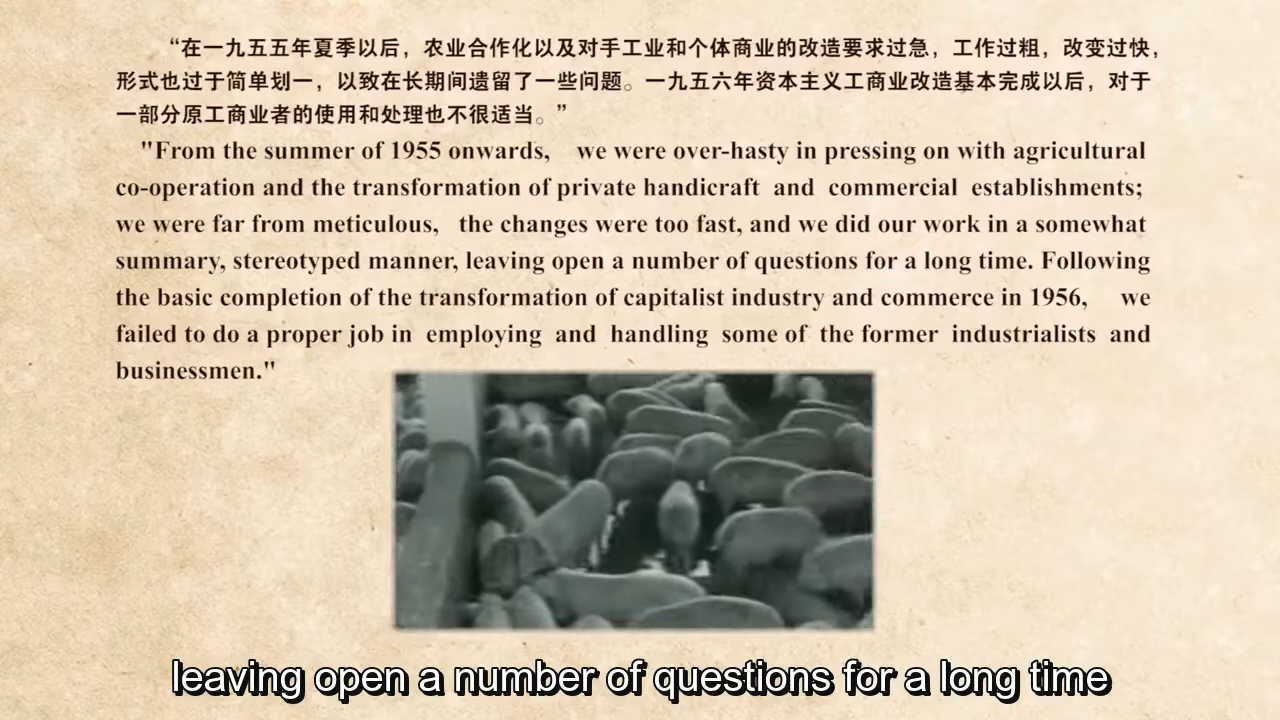 “在一九五五年夏季以后，农业合作化以及对手工业和个体商业的改造要求过急，工作过粗，改变过快，
形式也过于简单划一，以致在长期间遗留了一些问题。一九五六年资本主义工商业改造基本完成以后，对于
一部分原工商业者的使用和处理也不很适当。”
"From the summer of 1955 onwards, we were over-hasty in pressing on with agricultural
co-operation and the transformation of private handicraft and commercial establishments;
we were far from meticulous, the changes were too fast, and we did our work in a somewhat
summary, stereotyped manner, leaving open a number of questions for a long time. Following
the basic completion of the transformation of capitalist industry and commerce in 1956, we
failed to do a proper job in employing and handling some of the former industrialists and
businessmen."
leaving open a number of questions for a long time